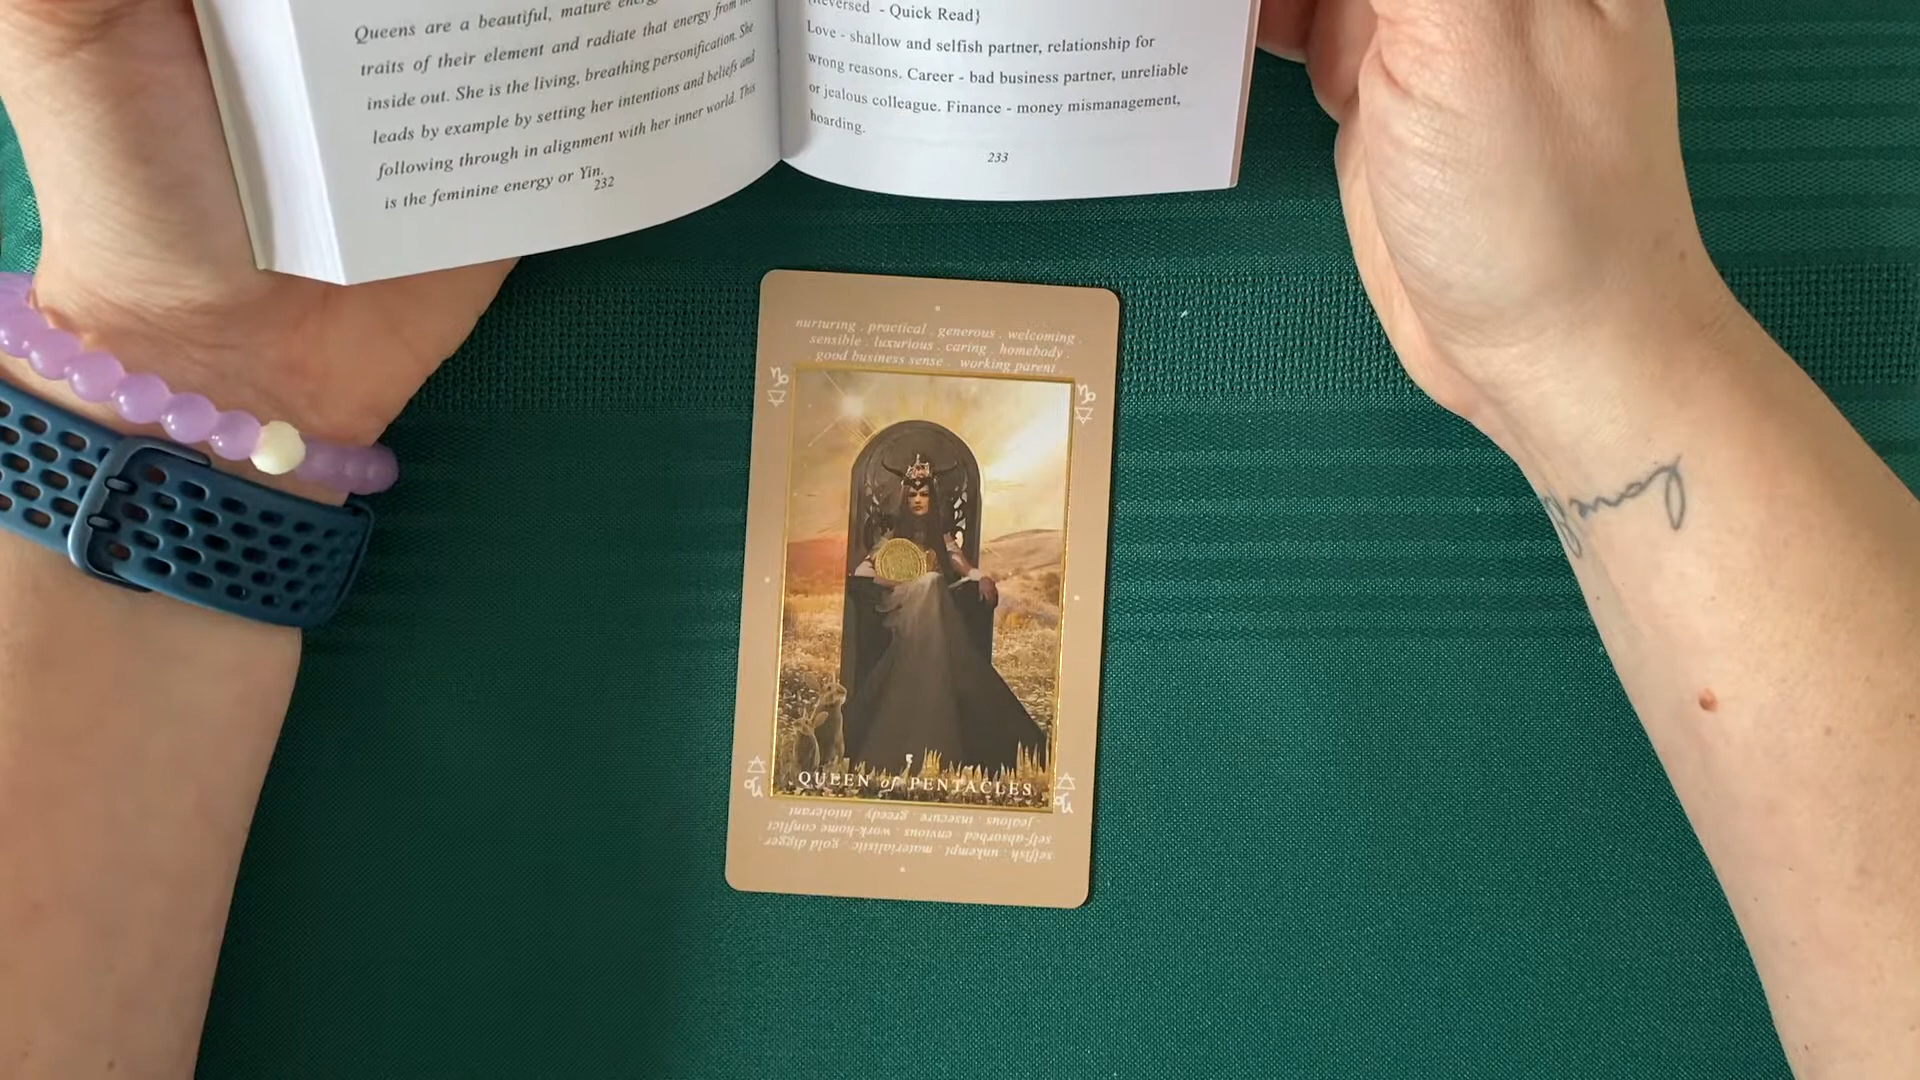 Queens are a beautiful, mature
traits of their element and radiate that energy from
inside out. She is the living, breathing personification. She
leads by example by setting her intentions and beliefs and
following through in alignment with her inner world. This
is the feminine energy or Yin.
232
Reversed - Quick Read}
Love - shallow and selfish partner, relationship for
wrong reasons. Career - bad business partner, unreliable
or jealous colleague. Finance - money mismanagement,
hoarding.
233
nurturing . practical . generous . welcoming .
sensible . luxurious . caring . homebody .
good business sense . working parent .
QUEEN of PENTACLES
selfish . unkempt . materialistic . gold digger
self-absorbed . envious . work-home conflict
jealous . insecure . greedy . intolerant